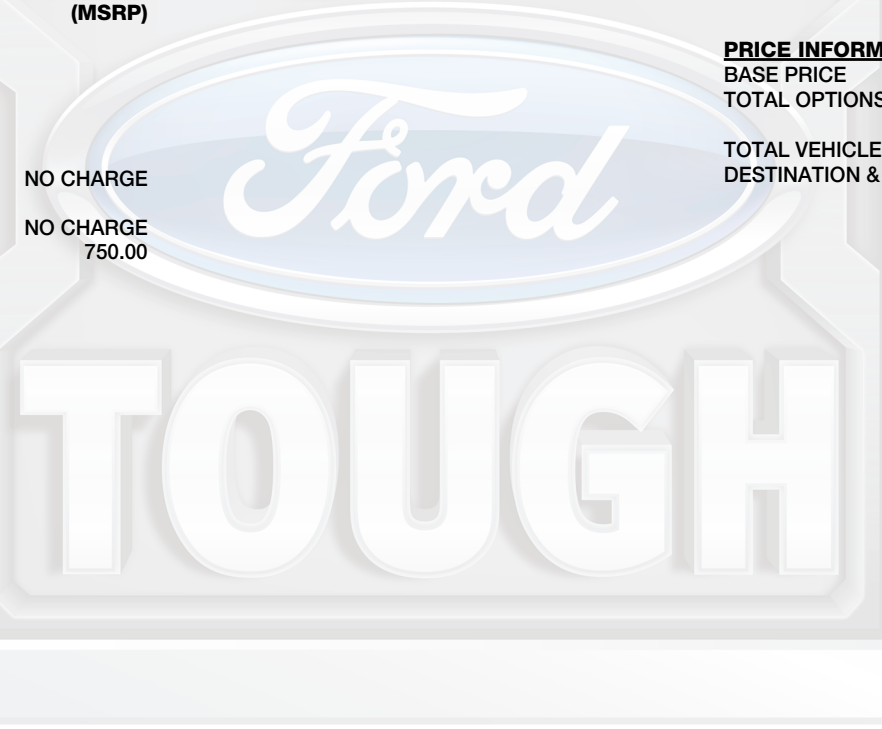 (MSRP)
NO CHARGE
NO CHARGE
750.00
PRICE INFORM
BASE PRICE
TOTAL OPTIONS
TOTAL VEHICLE
DESTINATION &
Ford
TOUGH